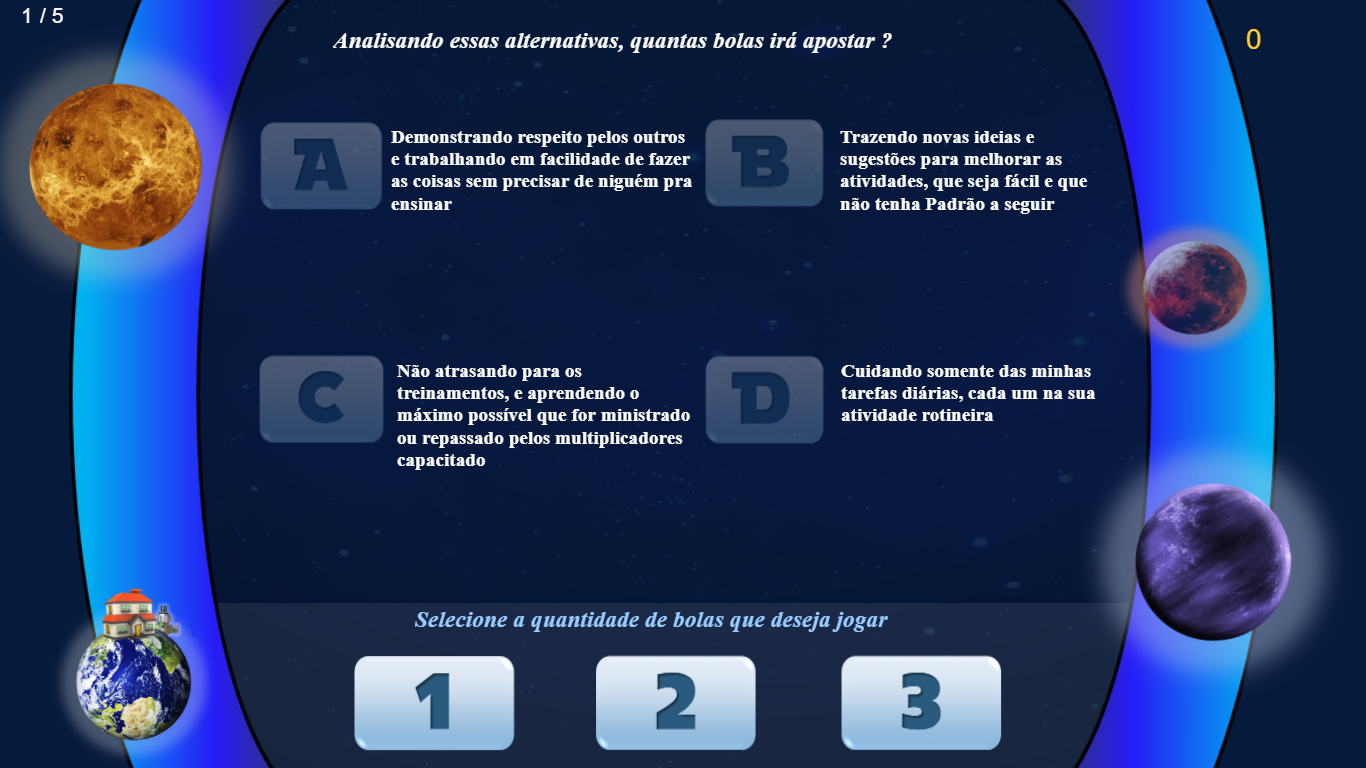 1 / 5
0
Analisando essas alternativas, quantas bolas irá apostar ?
A
Demonstrando respeito pelos outros
e trabalhando em facilidade de fazer
as coisas sem precisar de niguém pra
ensinar
B
Trazendo novas ideias e
sugestões para melhorar as
atividades, que seja fácil e que
não tenha Padrão a seguir
C
Não atrasando para os
treinamentos, e aprendendo o
máximo possível que for ministrado
ou repassado pelos multiplicadores
capacitado
D
Cuidando somente das minhas
tarefas diárias, cada um na sua
atividade rotineira
Selecione a quantidade de bolas que deseja jogar
1
2
3